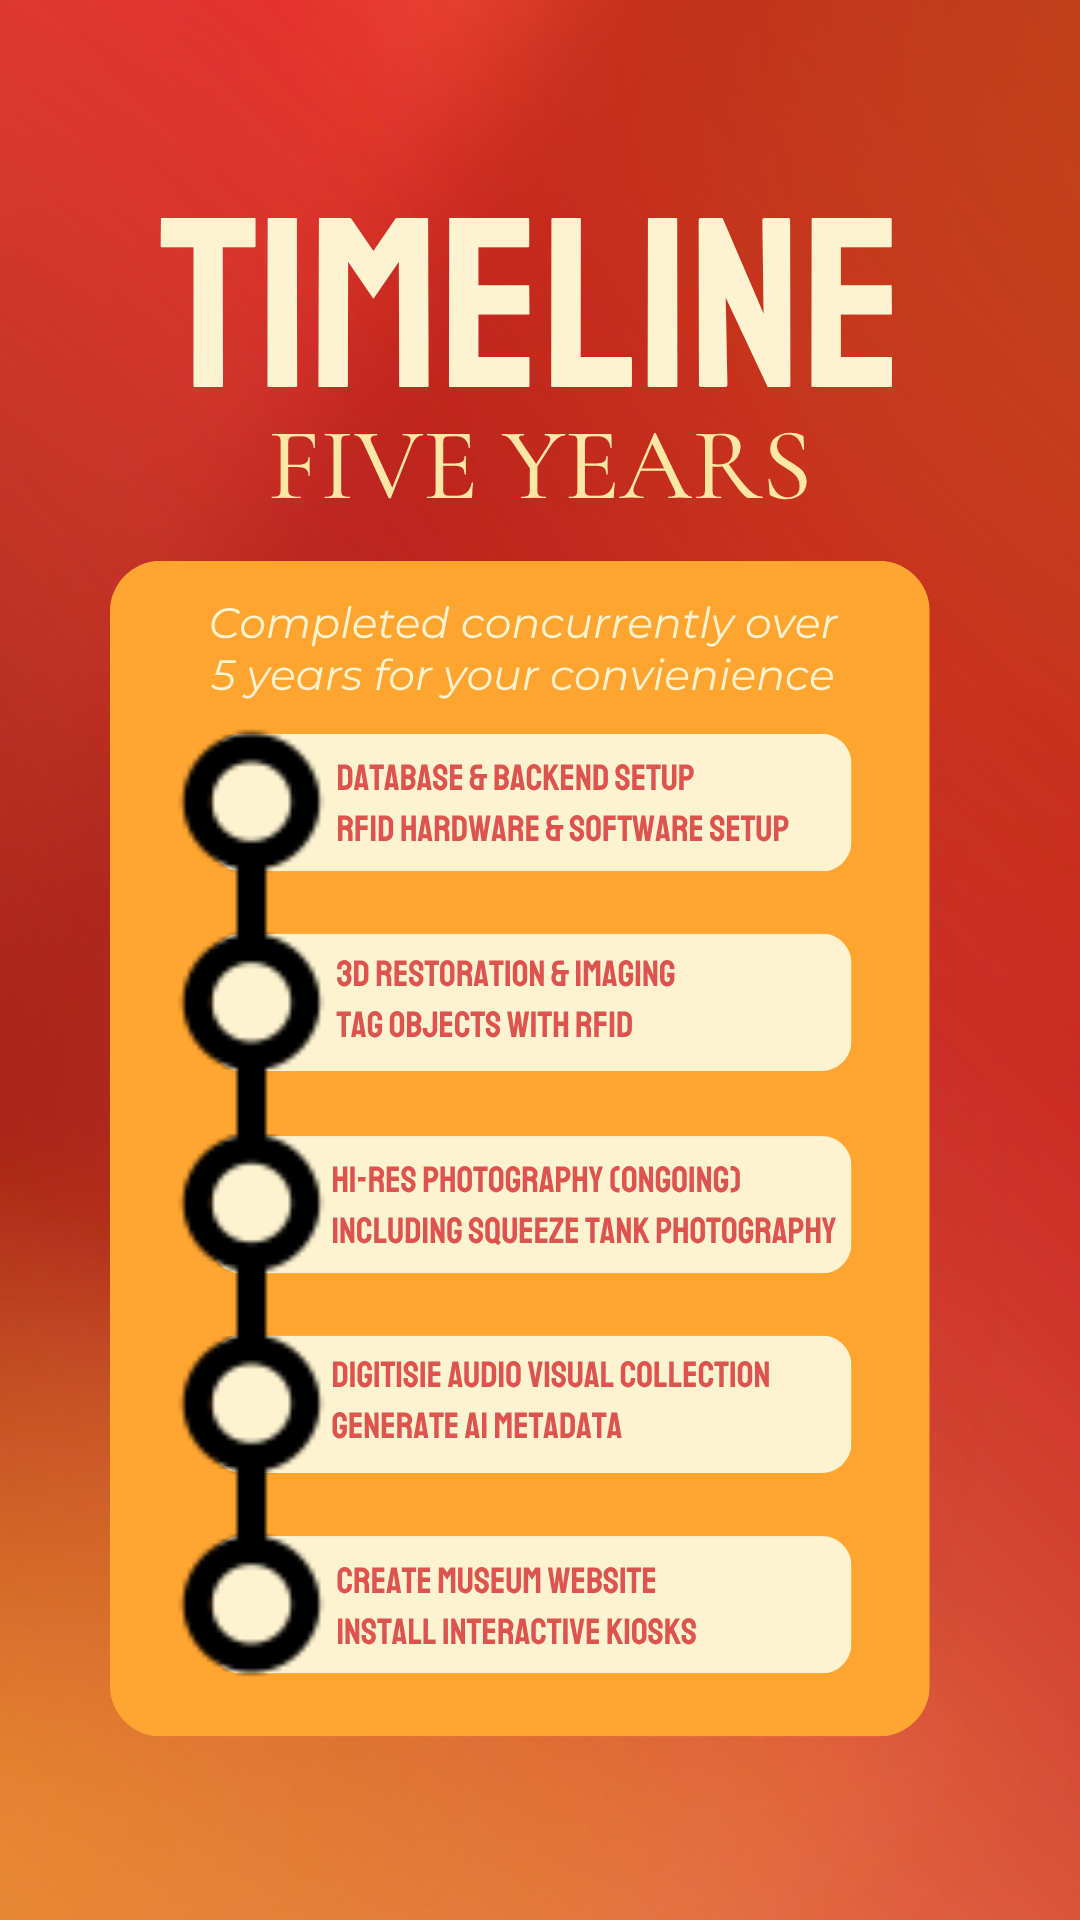 TIMELINE
FIVE YEARS
Completed concurrently over
5 years for your convienience
DATABASE & BACKEND SETUP
RFID HARDWARE & SOFTWARE SETUP
3D RESTORATION & IMAGING
TAG OBJECTS WITH RFID
HI-RES PHOTOGRAPHY (ONGOING)
INCLUDING SQUEEZE TANK PHOTOGRAPHY
DIGITISIE AUDIO VISUAL COLLECTION
GENERATE AI METADATA
CREATE MUSEUM WEBSITE
INSTALL INTERACTIVE KIOSKS